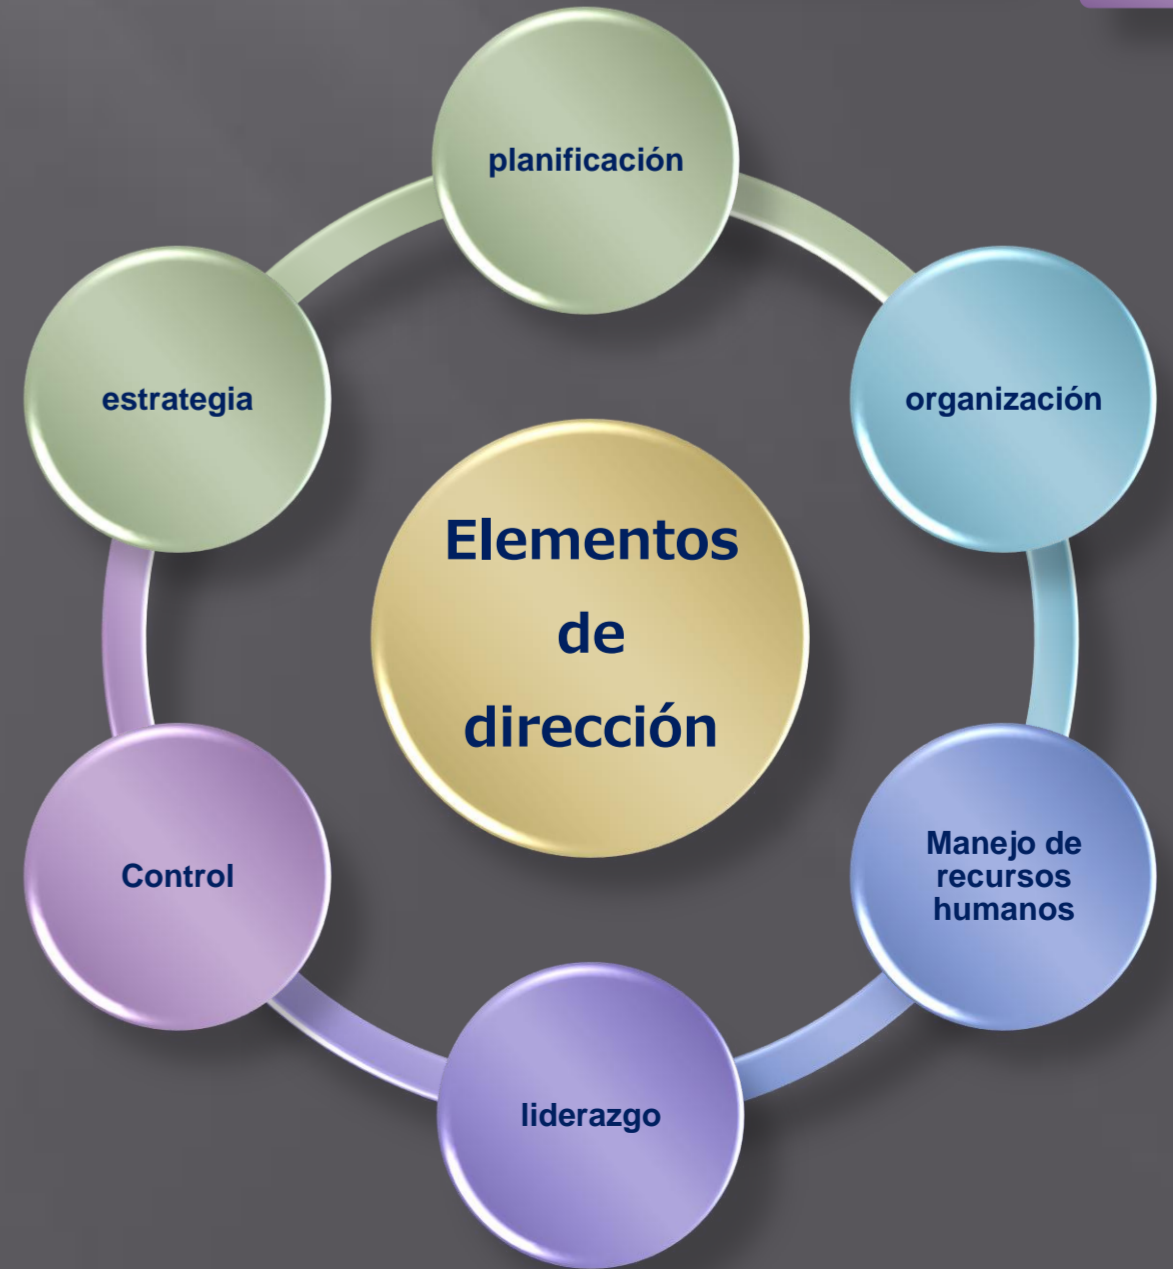 planificación
estrategia
organización
Elementos
de
dirección
Manejo de
recursos
humanos
Control
liderazgo